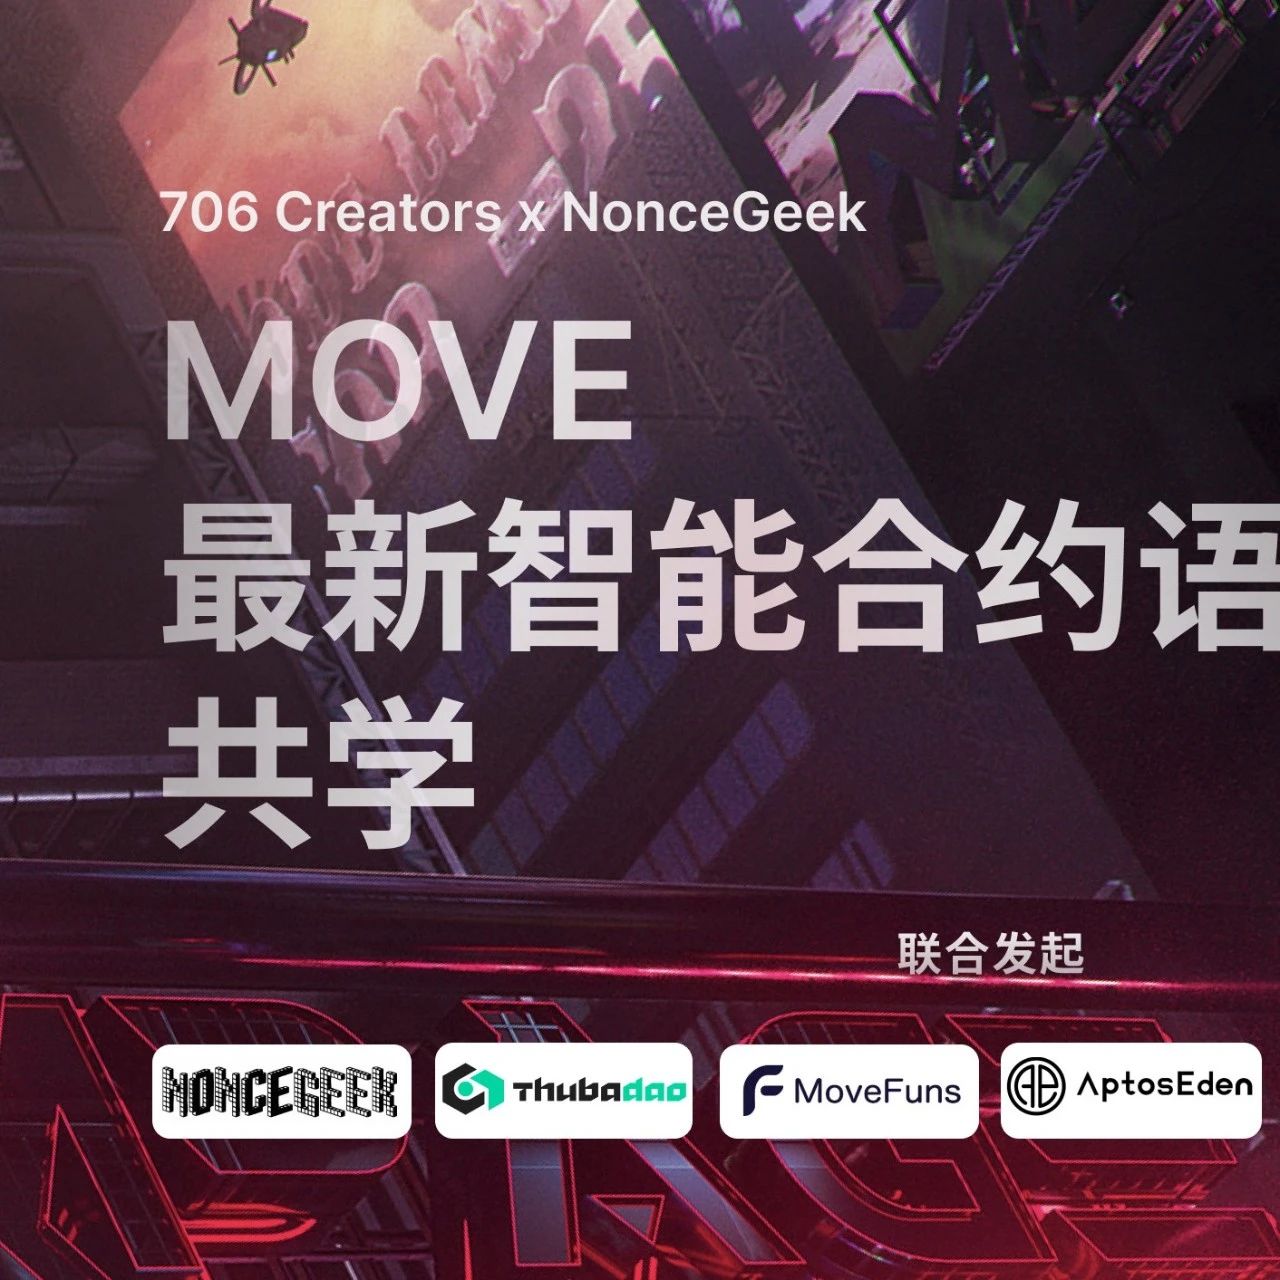 706 Creators x NonceGeek
MOVE
最新智能合约语
共学
联合发起
NONCEGEEK
Thubadao
MoveFuns
AptosEden